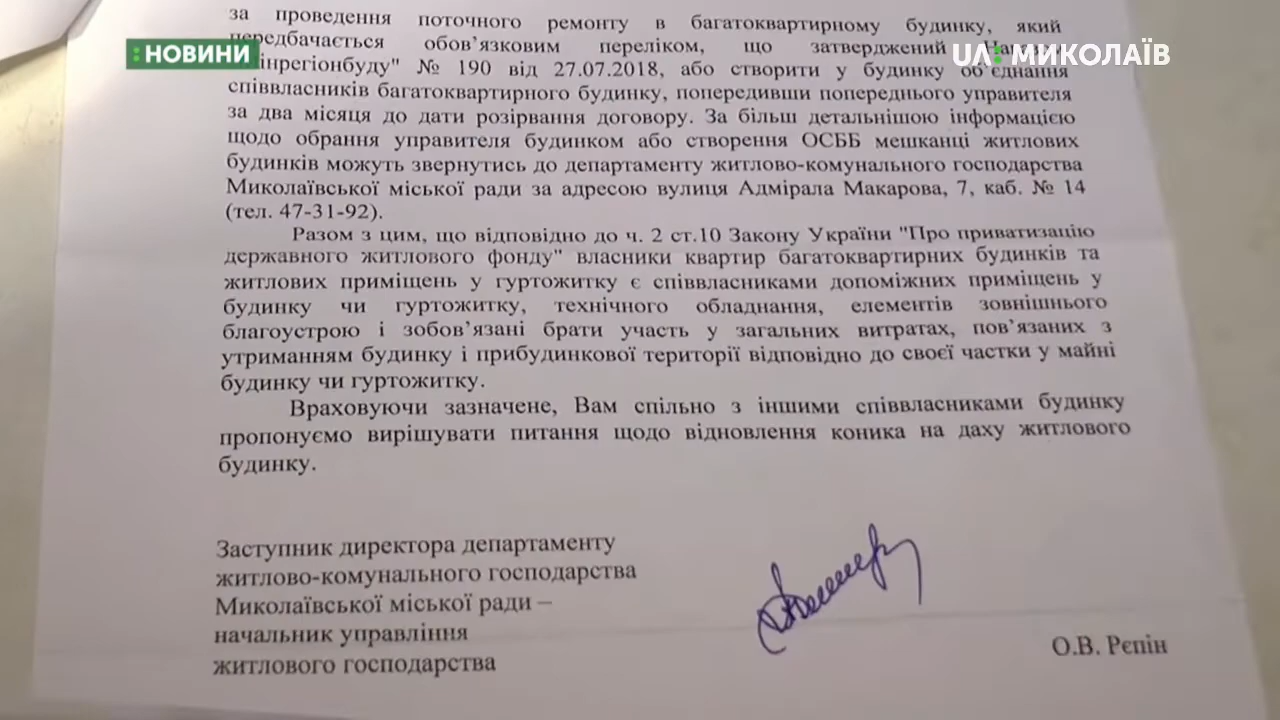 за проведення поточного ремонту в багатоквартирному будинку, який
передбачається обов'язковим переліком, що затверджений
:НОВИНИ
UA: МИКОЛАЇВ
інрегіонбуду" № 190 від 27.07.2018, або створити у будинку об'єднання
співвласників багатоквартирного будинку, попередивши попереднього управителя
за два місяця до дати розірвання договору. За більш детальнішою інформацією
щодо обрання управителя будинком або створення ОСББ мешканці житлових
будинків можуть звернутись до департаменту житлово-комунального господарства
Миколаївської міської ради за адресою вулиця Адмірала Макарова, 7, каб. № 14
(тел. 47-31-92).
Разом з цим, що відповідно до ч. 2 ст.10 Закону України "Про приватизацію
державного житлового фонду" власники квартир багатоквартирних будинків та
житлових приміщень у гуртожитку є співвласниками допоміжних приміщень у
будинку чи гуртожитку, технічного обладнання, елементів зовнішнього
благоустрою і зобов'язані брати участь у загальних витратах, пов'язаних з
утриманням будинку і прибудинкової території відповідно до своєї частки у майні
будинку чи гуртожитку.
Враховуючи зазначене, Вам спільно з іншими співвласниками будинку
пропонуємо вирішувати питання щодо відновлення коника на даху житлового
будинку.
Заступник директора департаменту
житлово-комунального господарства
Миколаївської міської ради –
начальник управління
житлового господарства
О.В. Рєпін